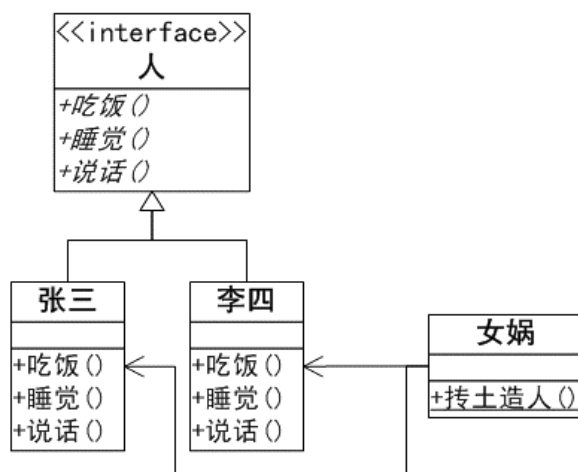 <<interface>>
人
+吃饭()
+睡觉()
+说话()
张三
+吃饭()
+睡觉()
+说话()
李四
+吃饭()
+睡觉()
+说话()
女娲
+抟土造人()